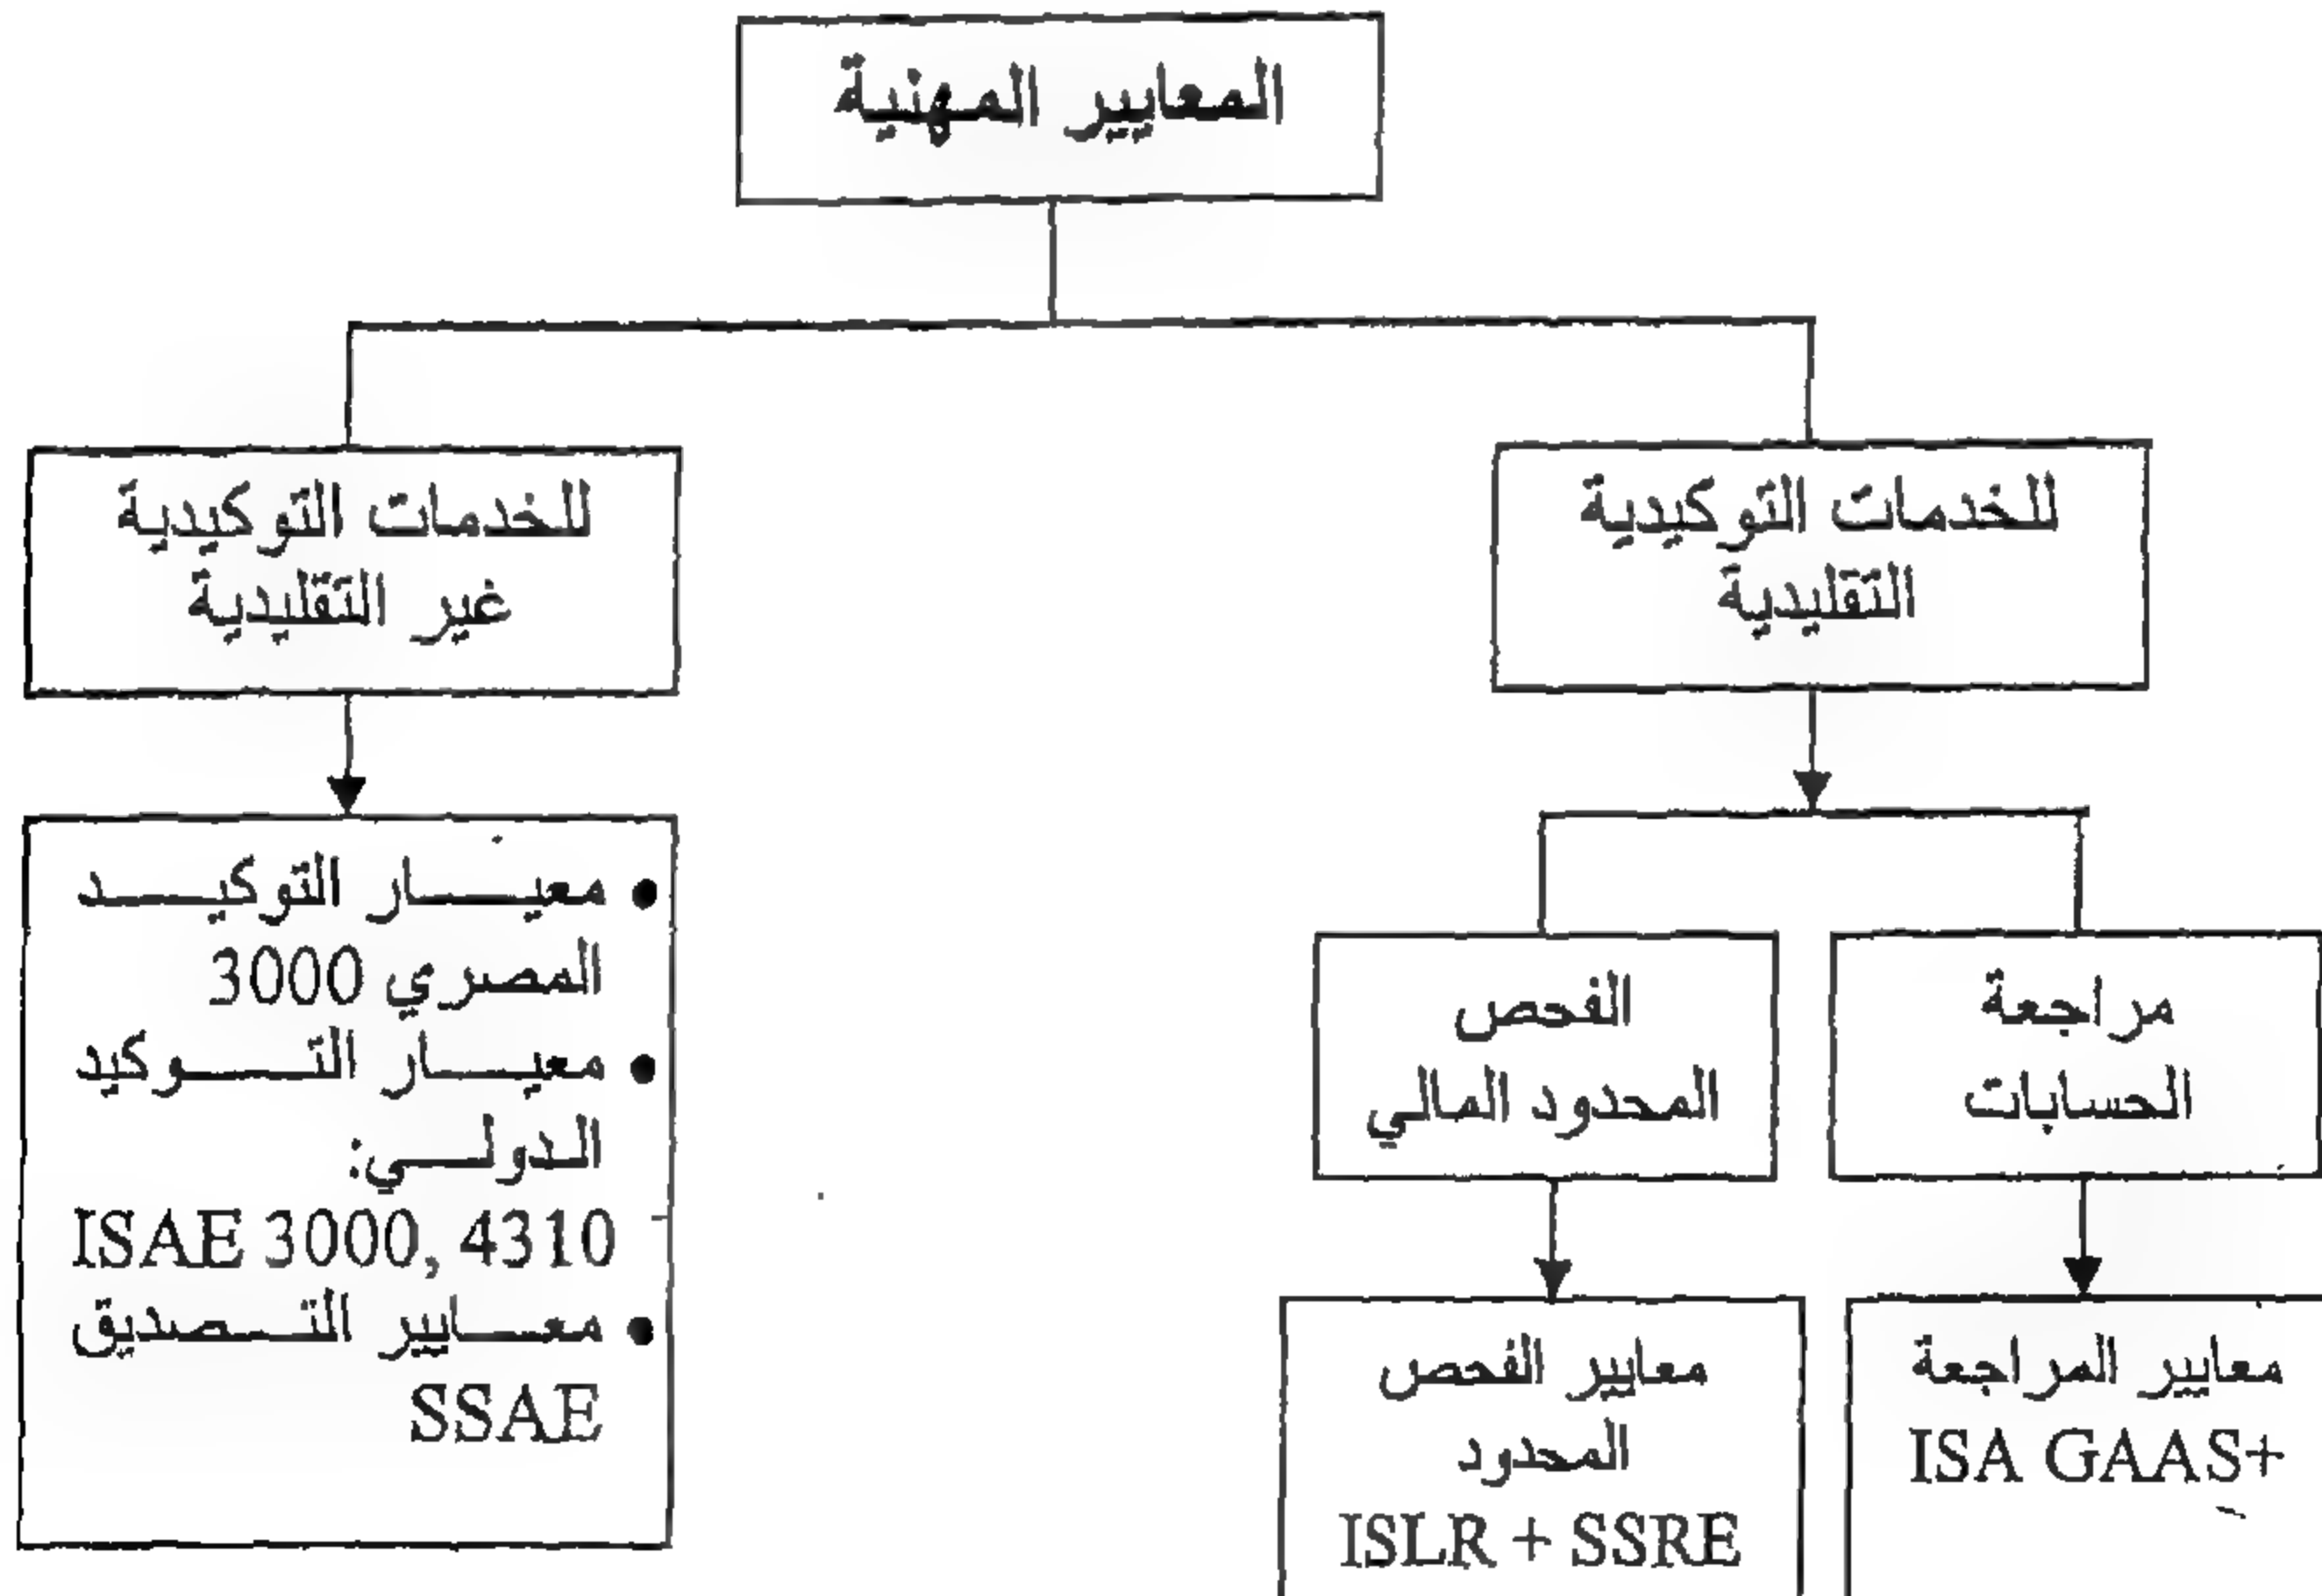 المعايير المهنية
للخدمات التوكيدية
التقليدية
للخدمات التوكيدية
غير التقليدية
مراجعة
الحسابات
الفحص
المحدود المالي
معايير المراجعة
ISA GAAS+
معايير الفحص
المحدود
ISLR + SSRE
• معيار التوكيد
المصري 3000
• معيار التوكيد
الدولي:
ISAE 3000, 4310
• معايير التصديق
SSAE